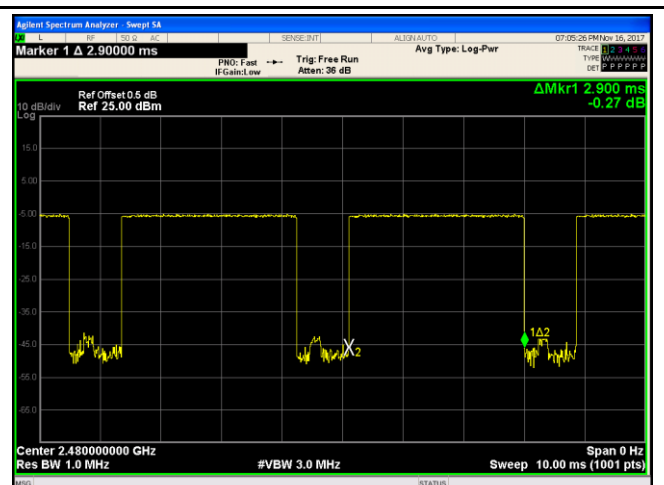 Agilent Spectrum Analyzer - Swept SA
L RF 50 Ω AC SENSE:INT ALIGN AUTO 07:05:26 PM Nov 16, 2017
Marker 1 Δ 2.90000 ms
PNO: Fast
IFGain:Low
Trig: Free Run
Atten: 36 dB
Avg Type: Log-Pwr
TRACE 1 2 3 4 5 6
TYPE W
DET P P P P P P
Ref Offset 0.5 dB
10 dB/div Ref 25.00 dBm
Log
ΔMkr1 2.900 ms
-0.27 dB
15.0
5.00
-5.00
-15.0
-25.0
-35.0
-45.0
-55.0
-65.0
1Δ2
X2
Center 2.480000000 GHz Span 0 Hz
Res BW 1.0 MHz #VBW 3.0 MHz Sweep 10.00 ms (1001 pts)
MSG STATUS